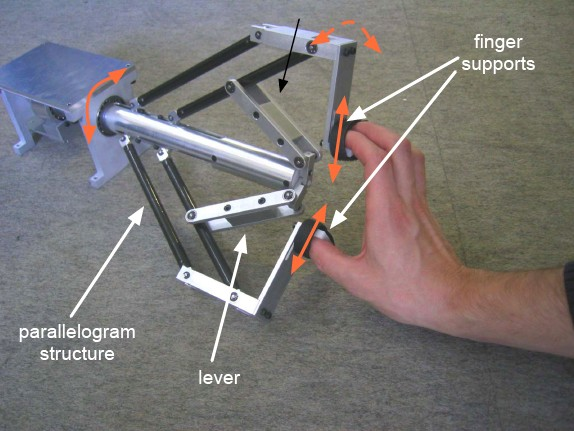 finger
supports
parallelogram
structure
lever